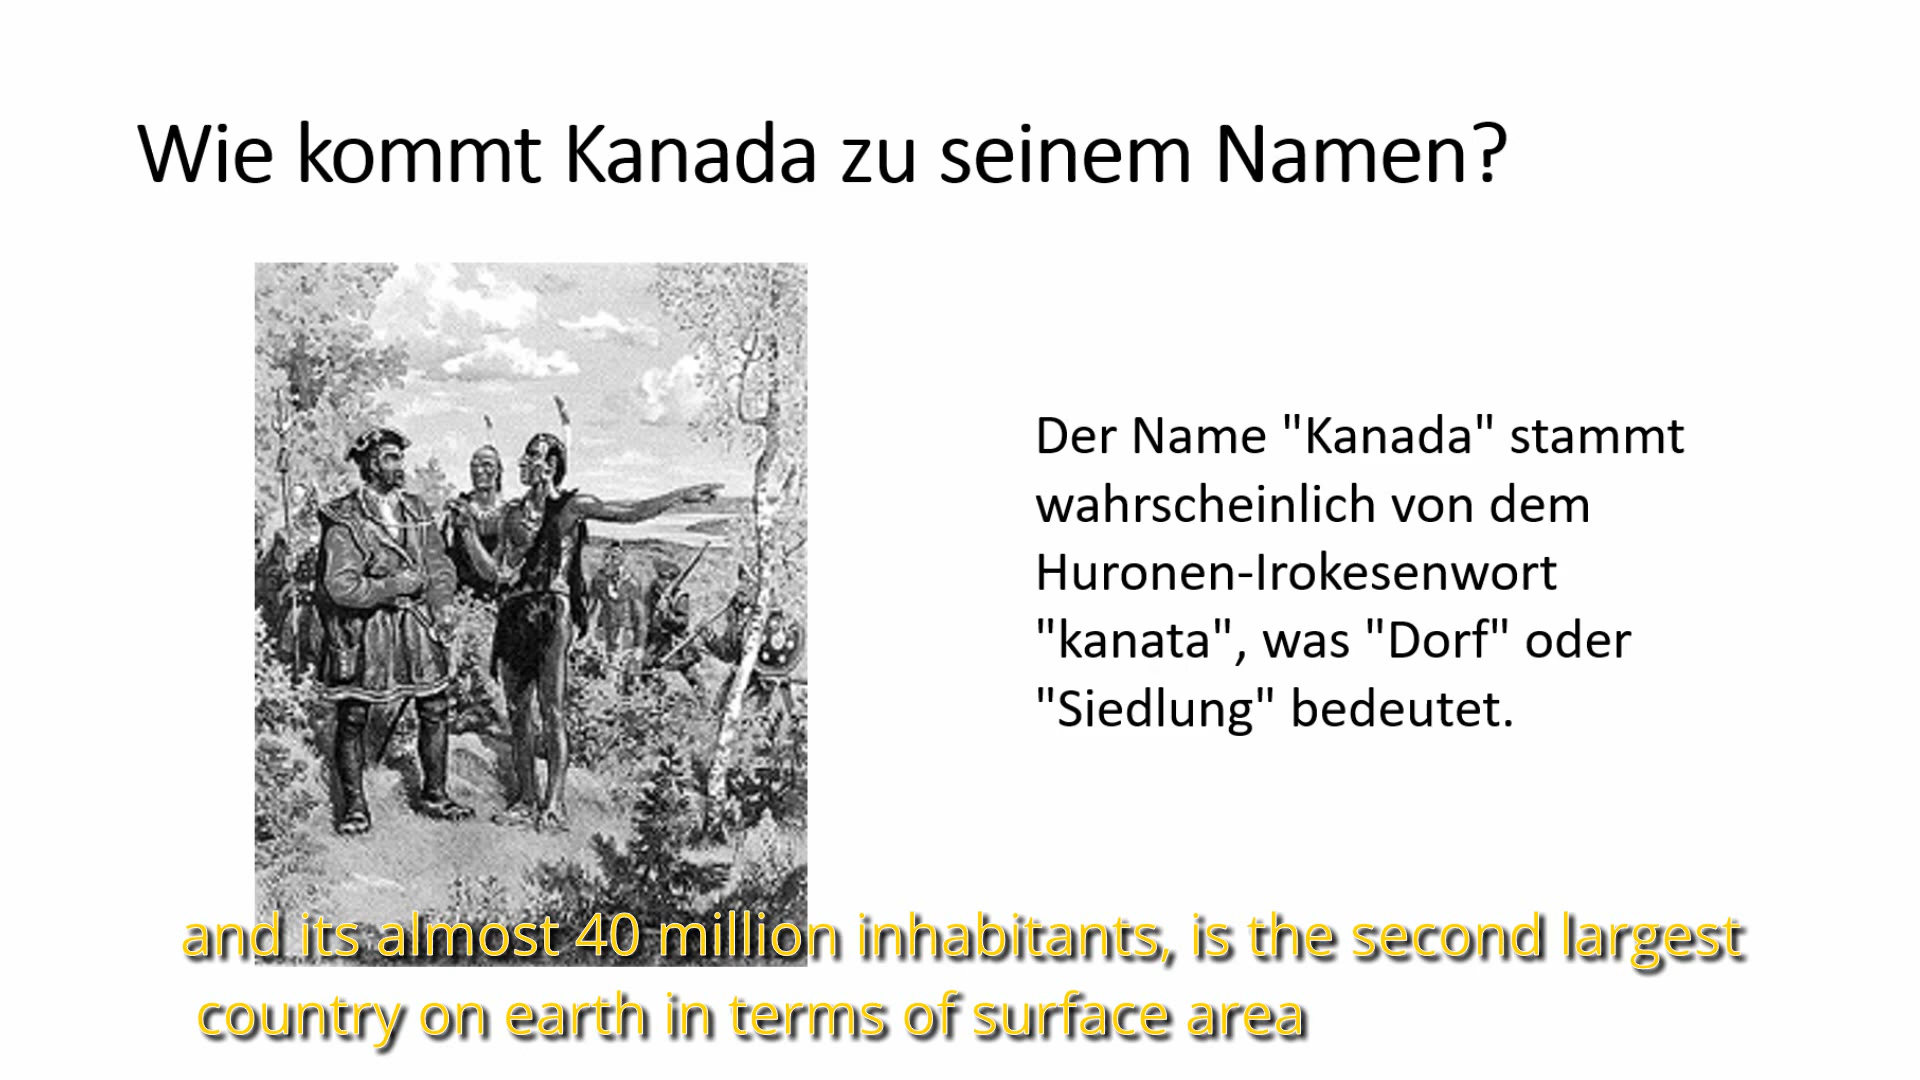 Wie kommt Kanada zu seinem Namen?
Der Name "Kanada" stammt
wahrscheinlich von dem
Huronen-Irokesenwort
"kanata", was "Dorf" oder
"Siedlung" bedeutet.
and its almost 40 million inhabitants, is the second largest
country on earth in terms of surface area